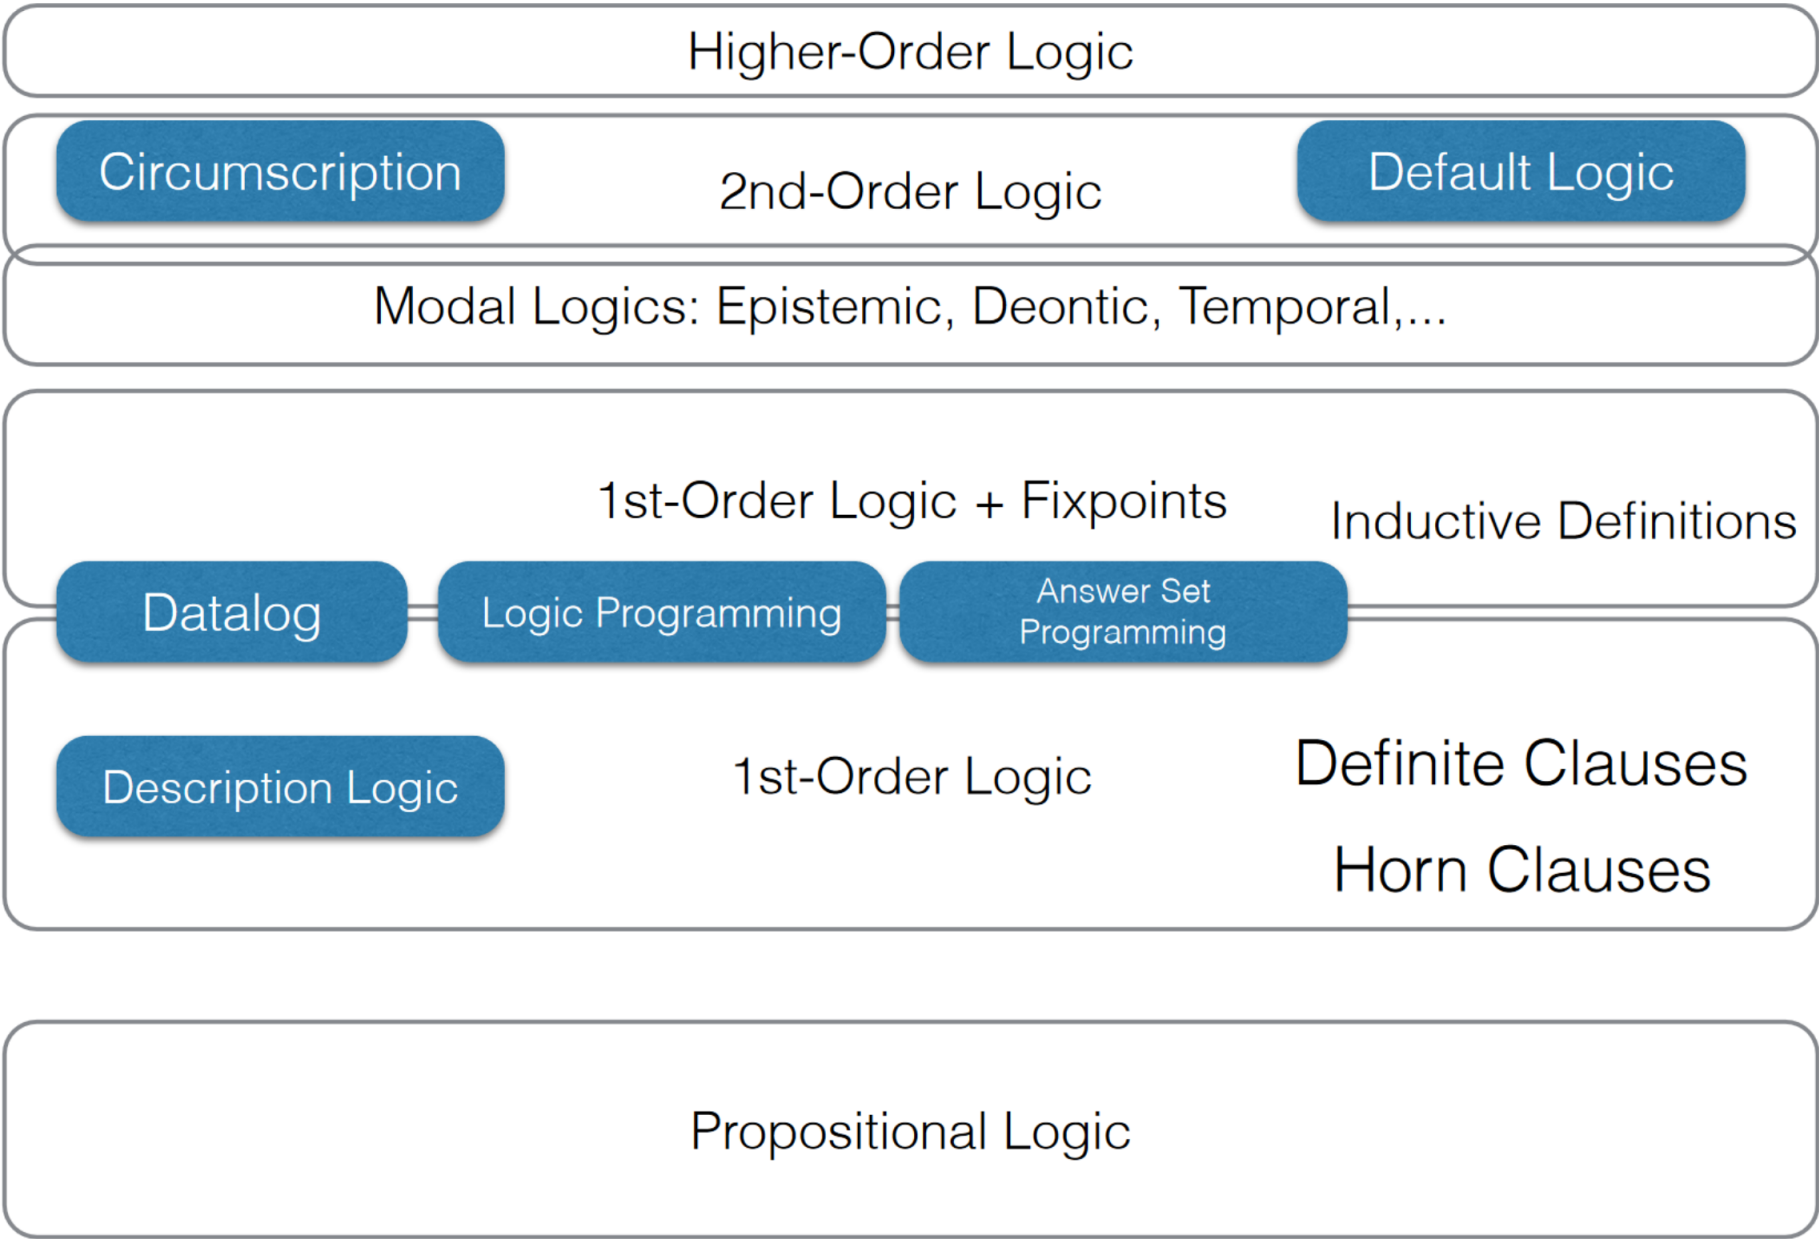 Higher-Order Logic
Circumscription
2nd-Order Logic
Default Logic
Modal Logics: Epistemic, Deontic, Temporal,...
1st-Order Logic + Fixpoints
Inductive Definitions
Datalog
Logic Programming
Answer Set
Programming
Description Logic
1st-Order Logic
Definite Clauses
Horn Clauses
Propositional Logic